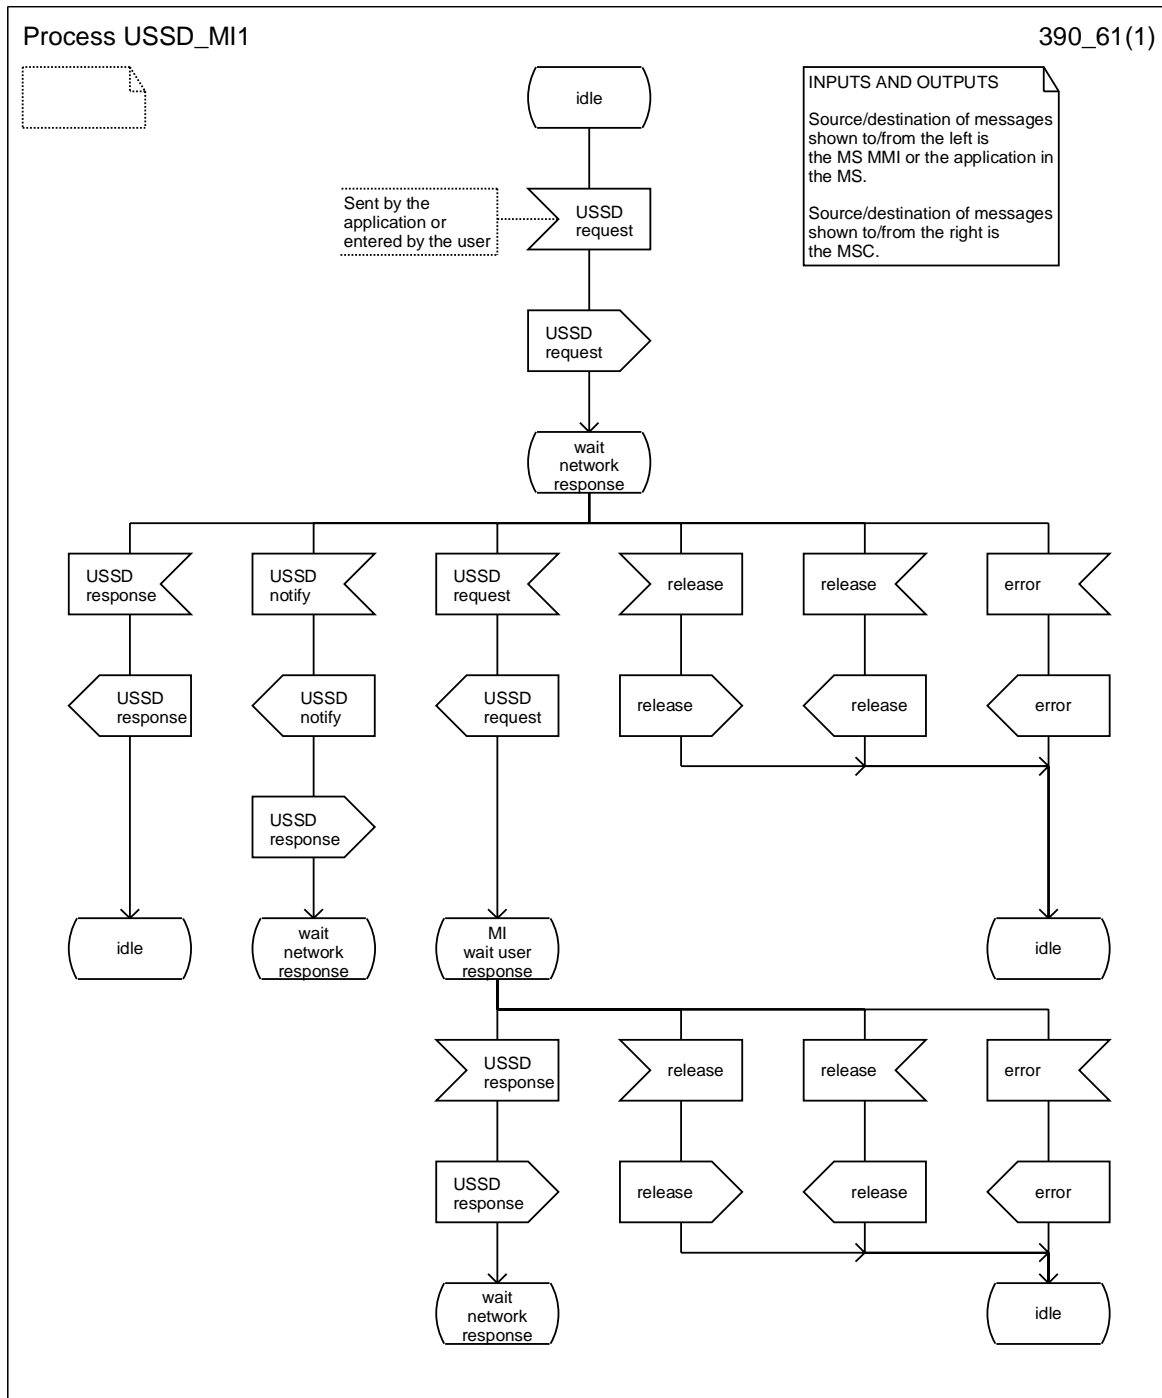 Process USSD_MI1
390_61(1)
idle
INPUTS AND OUTPUTS
Source/destination of messages
shown to/from the left is
the MS MMI or the application in
the MS.
Source/destination of messages
shown to/from the right is
the MSC.
Sent by the
application or
entered by the user
USSD
request
USSD
request
wait
network
response
USSD
response
USSD
notify
USSD
request
release
release
error
USSD
response
USSD
notify
USSD
request
release
release
error
USSD
response
idle
wait
network
response
MI
wait user
response
idle
USSD
response
release
release
error
USSD
response
release
release
error
wait
network
response
idle